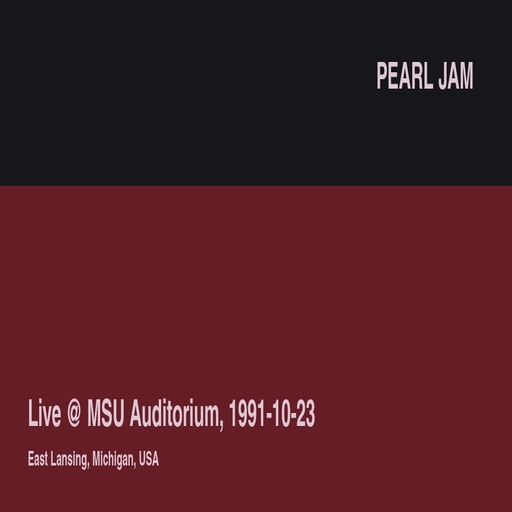 PEARL JAM
Live @ MSU Auditorium, 1991-10-23
East Lansing, Michigan, USA